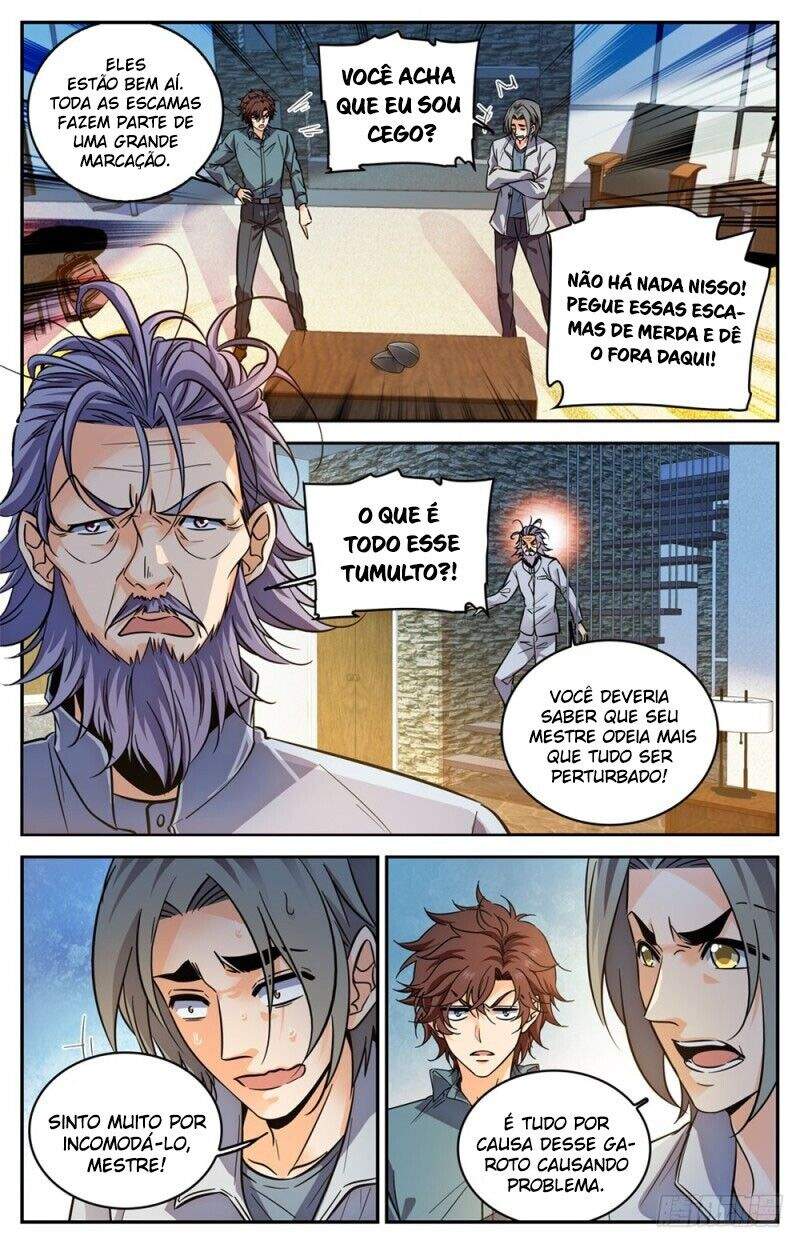 ELES
ESTÃO BEM AÍ.
TODA AS ESCAMAS
FAZEM PARTE DE
UMA GRANDE
MARCAÇÃO.
VOCÊ ACHA
QUE EU SOU
CEGO?
NÃO HÁ NADA NISSO!
PEGUE ESSAS ESCA-
MAS DE MERDA E DÊ
O FORA DAQUI!
O QUE É
TODO ESSE
TUMULTO?!
VOCÊ DEVERIA
SABER QUE SEU
MESTRE ODEIA MAIS
QUE TUDO SER
PERTURBADO!
SINTO MUITO POR
INCOMODÁ-LO,
MESTRE!
É TUDO POR
CAUSA DESSE GA-
ROTO CAUSANDO
PROBLEMA.